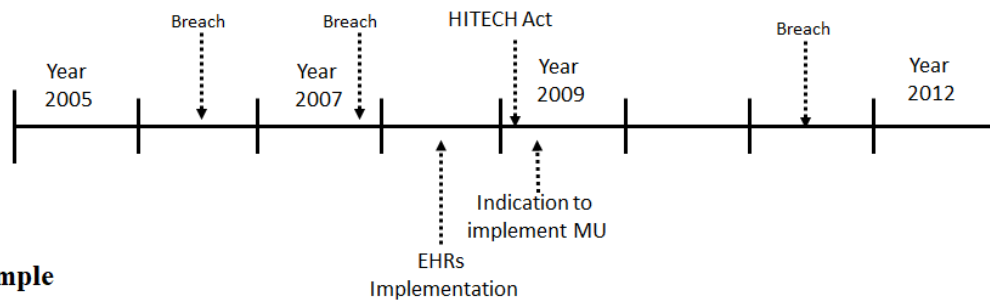 Breach
Breach
HITECH Act
Breach
Year
2005
Year
2007
Year
2009
Year
2012
Indication to
implement MU
EHRs
Implementation
mple